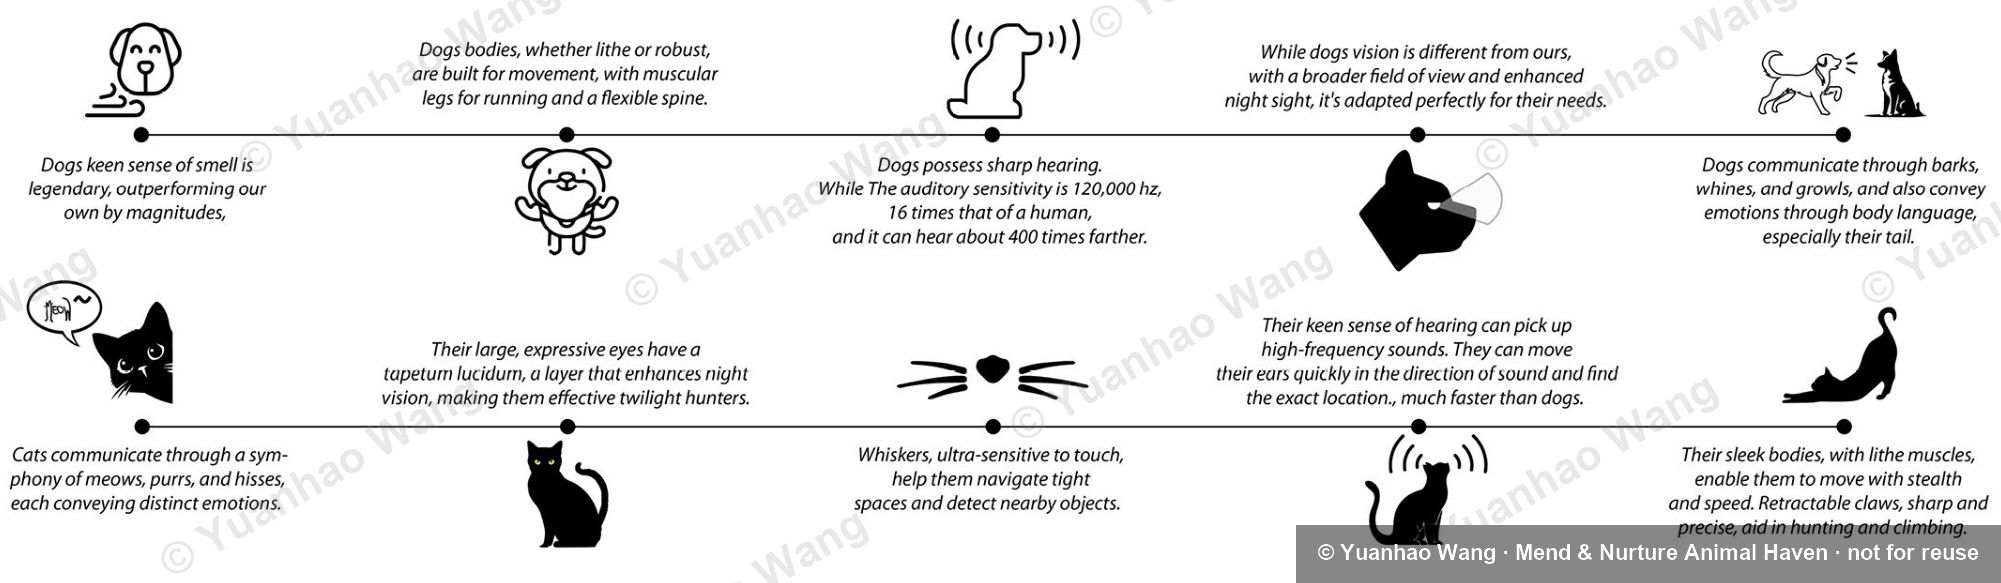 Dogs keen sense of smell is
legendary, outperforming our
own by magnitudes,
Dogs bodies, whether lithe or robust,
are built for movement, with muscular
legs for running and a flexible spine.
Dogs possess sharp hearing.
While The auditory sensitivity is 120,000 hz,
16 times that of a human,
and it can hear about 400 times farther.
While dogs vision is different from ours,
with a broader field of view and enhanced
night sight, it's adapted perfectly for their needs.
Dogs communicate through barks,
whines, and growls, and also convey
emotions through body language,
especially their tail.
Meow~
Cats communicate through a sym-
phony of meows, purrs, and hisses,
each conveying distinct emotions.
Their large, expressive eyes have a
tapetum lucidum, a layer that enhances night
vision, making them effective twilight hunters.
Whiskers, ultra-sensitive to touch,
help them navigate tight
spaces and detect nearby objects.
Their keen sense of hearing can pick up
high-frequency sounds. They can move
their ears quickly in the direction of sound and find
the exact location., much faster than dogs.
Their sleek bodies, with lithe muscles,
enable them to move with stealth
and speed. Retractable claws, sharp and
precise, aid in hunting and climbing.
© Yuanhao Wang
© Yuanhao Wang · Mend & Nurture Animal Haven · not for reuse